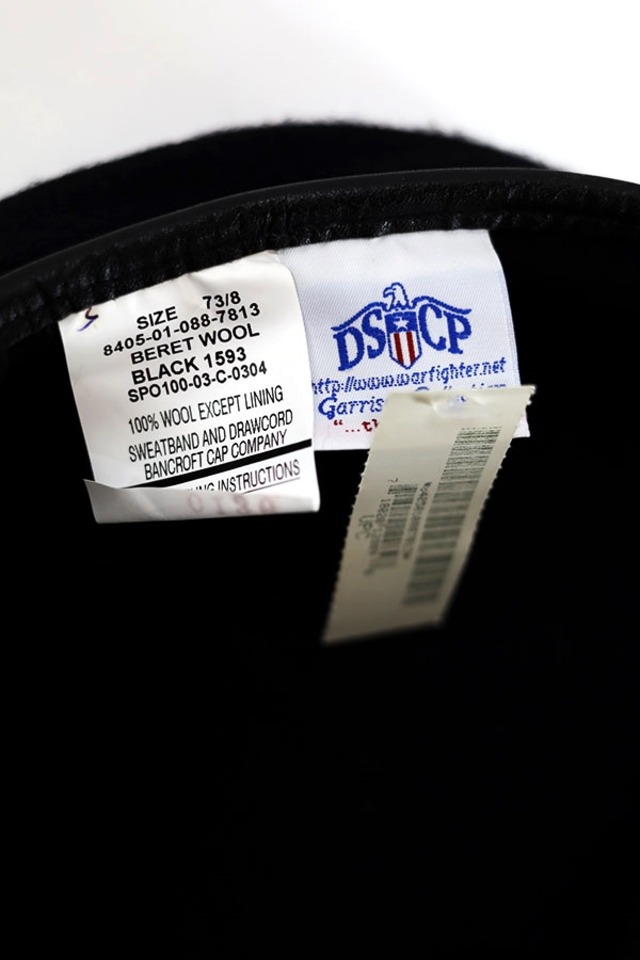 SIZE 73/8
8405-01-088-7813
BERET WOOL
BLACK 1593
SPO100-03-C-0304
100% WOOL EXCEPT LINING
SWEATBAND AND DRAWCORD
BANCROFT CAP COMPANY
INSTRUCTIONS
DSCP
http://www.warfighter.net
UPC